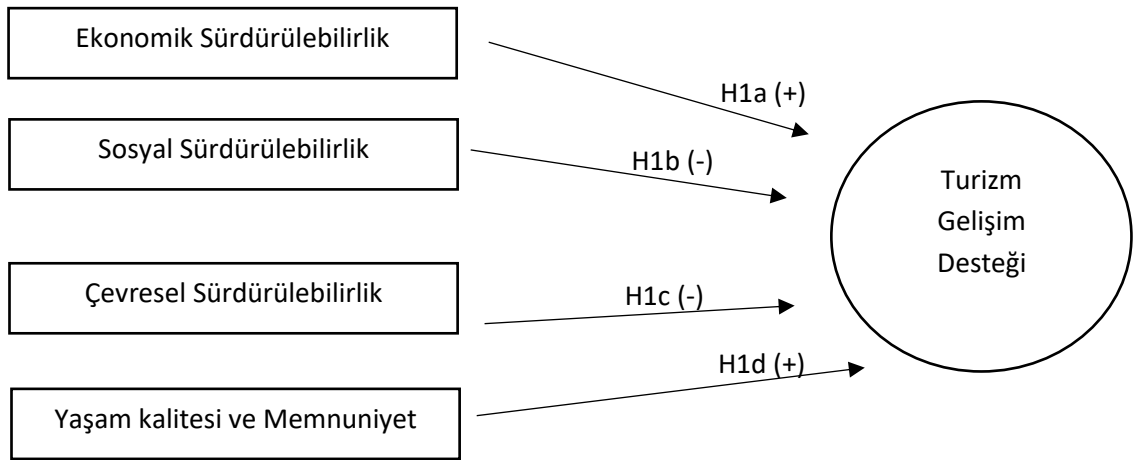 Ekonomik Sürdürülebilirlik
H1a (+)
Sosyal Sürdürülebilirlik
H1b (-)
Turizm
Gelişim
Desteği
Çevresel Sürdürülebilirlik
H1c (-)
H1d (+)
Yaşam kalitesi ve Memnuniyet